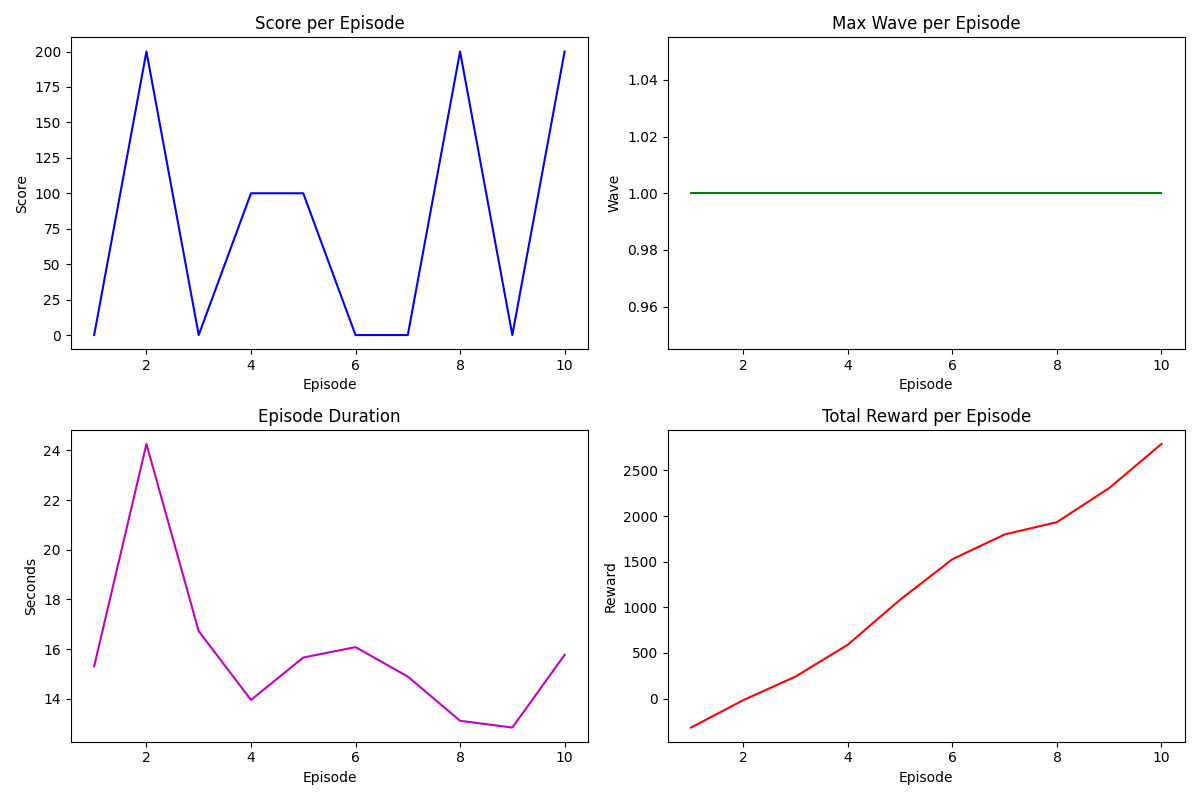 Score per Episode
Score
200
175
150
125
100
75
50
25
0
2 4 6 8 10
Episode
Max Wave per Episode
Wave
1.04
1.02
1.00
0.98
0.96
2 4 6 8 10
Episode
Episode Duration
Seconds
24
22
20
18
16
14
2 4 6 8 10
Episode
Total Reward per Episode
Reward
2500
2000
1500
1000
500
0
2 4 6 8 10
Episode